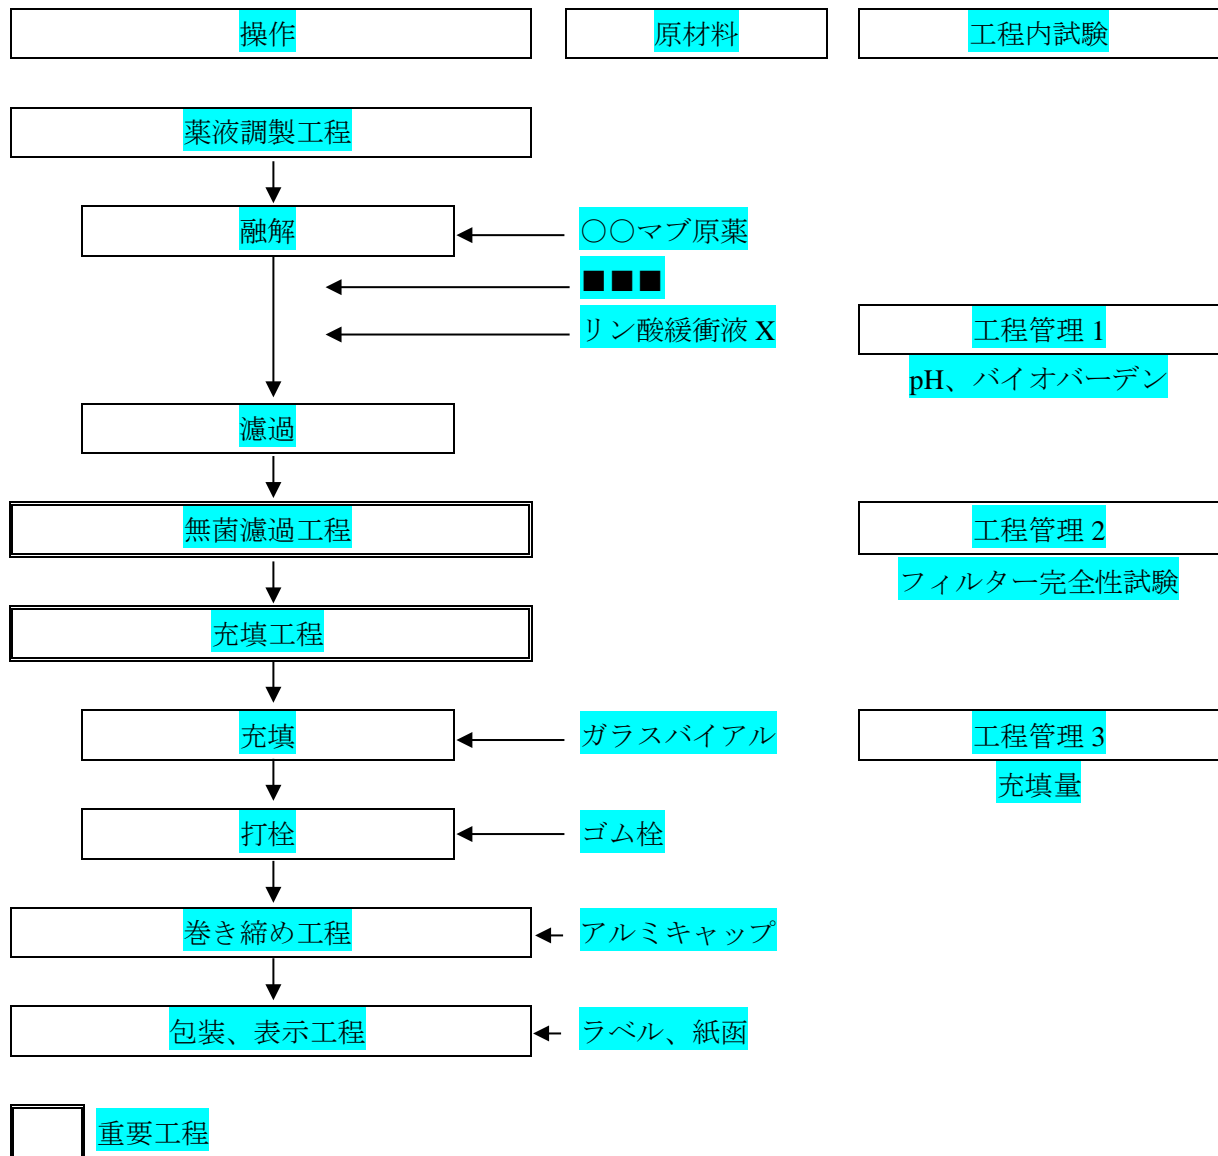 操作 原材料 工程内試験
薬液調製工程
融解 〇〇マブ原薬
■■■
リン酸緩衝液 X 工程管理 1
pH、バイオバーデン
濾過
無菌濾過工程 工程管理 2
フィルター完全性試験
充填工程
充填 ガラスバイアル 工程管理 3
充填量
打栓 ゴム栓
巻き締め工程 アルミキャップ
包装、表示工程 ラベル、紙函
重要工程